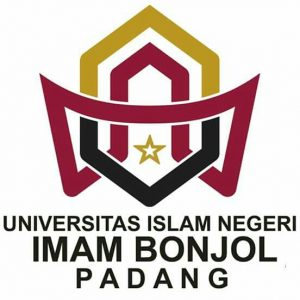 UNIVERSITAS ISLAM NEGERI
IMAM BONJOL
PADANG